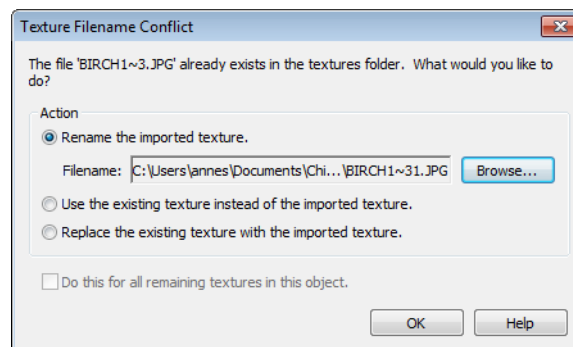 Texture Filename Conflict
The file 'BIRCH1~3.JPG' already exists in the textures folder. What would you like to
do?
Action
Rename the imported texture.
Filename: C:\Users\annes\Documents\Chi...\BIRCH1~31.JPG Browse...
Use the existing texture instead of the imported texture.
Replace the existing texture with the imported texture.
Do this for all remaining textures in this object.
OK Help